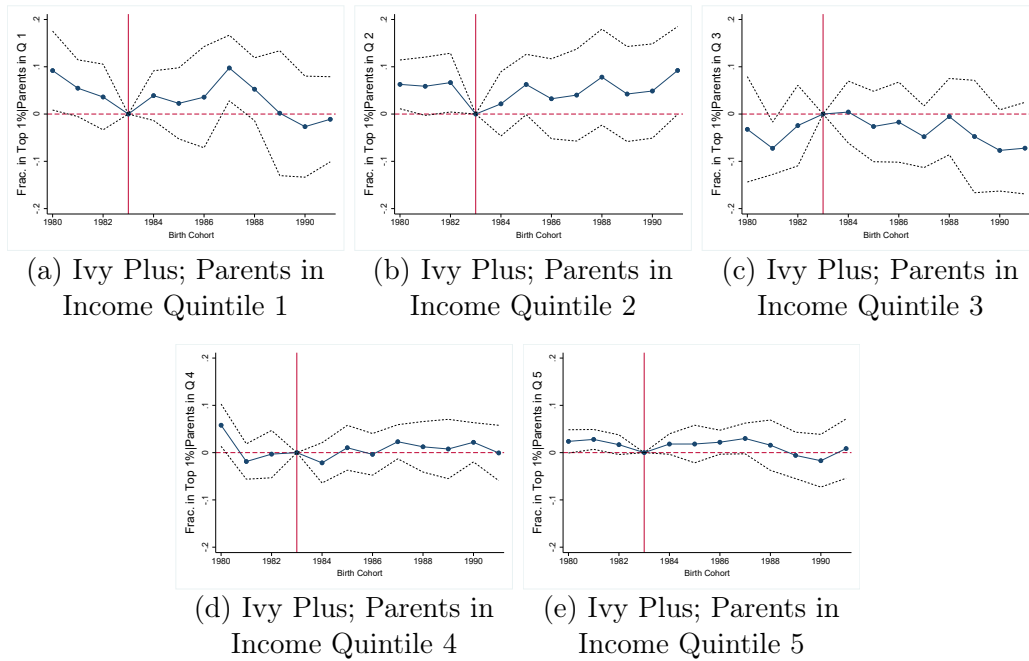 Frac. in Top 1%|Parents in Q 1
.2
.1
0
-.1
-.2
1980 1982 1984 1986 1988 1990
Birth Cohort
(a) Ivy Plus; Parents in
Income Quintile 1
Frac. in Top 1%|Parents in Q 2
.2
.1
0
-.1
-.2
1980 1982 1984 1986 1988 1990
Birth Cohort
(b) Ivy Plus; Parents in
Income Quintile 2
Frac. in Top 1%|Parents in Q 3
.2
.1
0
-.1
-.2
1980 1982 1984 1986 1988 1990
Birth Cohort
(c) Ivy Plus; Parents in
Income Quintile 3
Frac. in Top 1%|Parents in Q 4
.2
.1
0
-.1
-.2
1980 1982 1984 1986 1988 1990
Birth Cohort
(d) Ivy Plus; Parents in
Income Quintile 4
Frac. in Top 1%|Parents in Q 5
.2
.1
0
-.1
-.2
1980 1982 1984 1986 1988 1990
Birth Cohort
(e) Ivy Plus; Parents in
Income Quintile 5